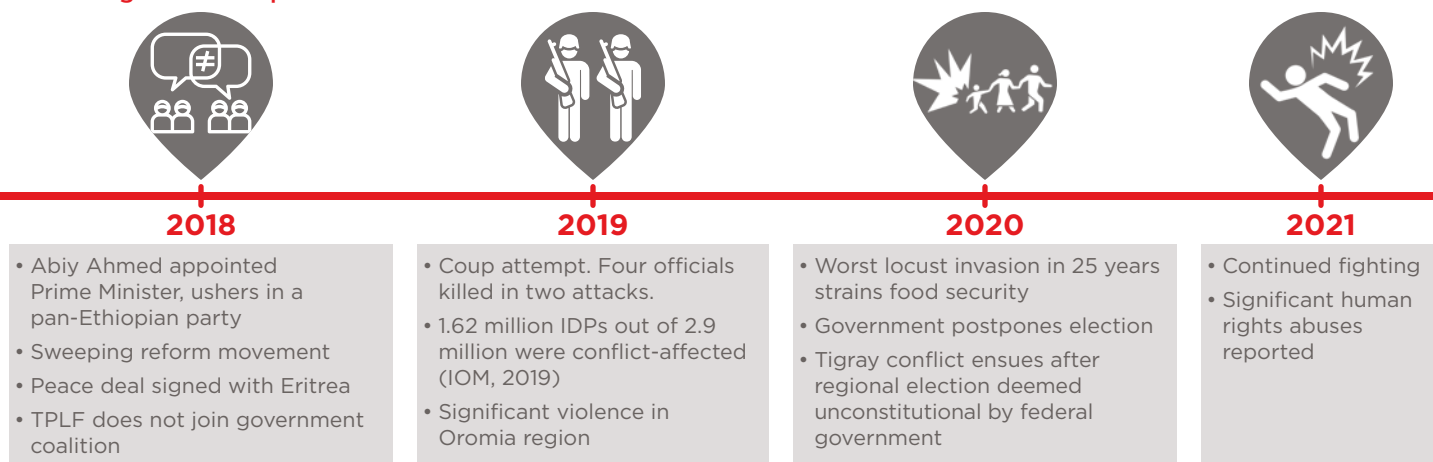 ≠
2018
• Abiy Ahmed appointed
Prime Minister, ushers in a
pan-Ethiopian party
• Sweeping reform movement
• Peace deal signed with Eritrea
• TPLF does not join government
coalition
2019
• Coup attempt. Four officials
killed in two attacks.
• 1.62 million IDPs out of 2.9
million were conflict-affected
(IOM, 2019)
• Significant violence in
Oromia region
2020
• Worst locust invasion in 25 years
strains food security
• Government postpones election
• Tigray conflict ensues after
regional election deemed
unconstitutional by federal
government
2021
• Continued fighting
• Significant human
rights abuses
reported